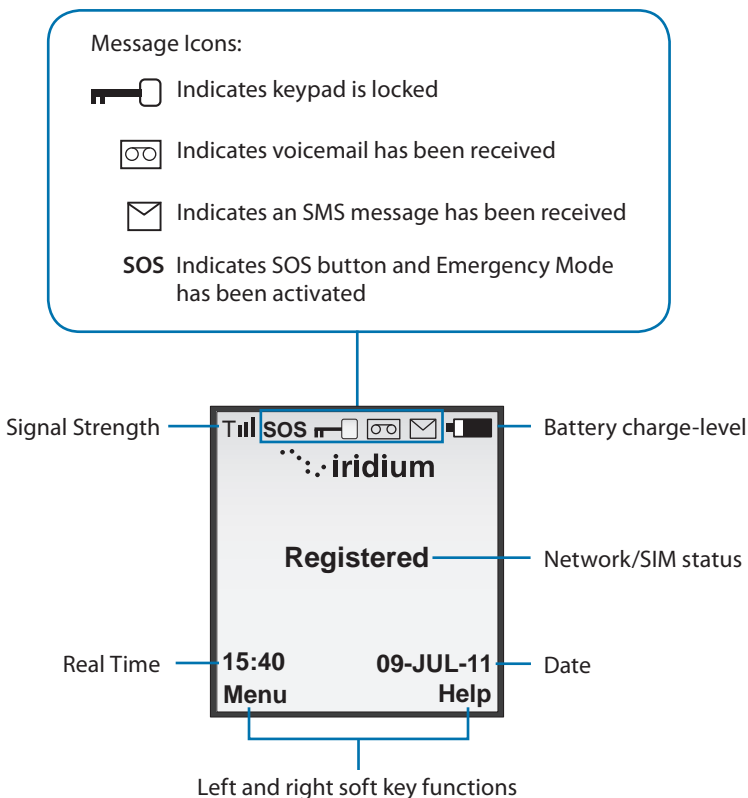 Message Icons:
Indicates keypad is locked
Indicates voicemail has been received
Indicates an SMS message has been received
SOS Indicates SOS button and Emergency Mode
has been activated
Signal Strength
SOS
Battery charge-level
iridium
Registered
Network/SIM status
Real Time
15:40
09-JUL-11
Date
Menu
Help
Left and right soft key functions